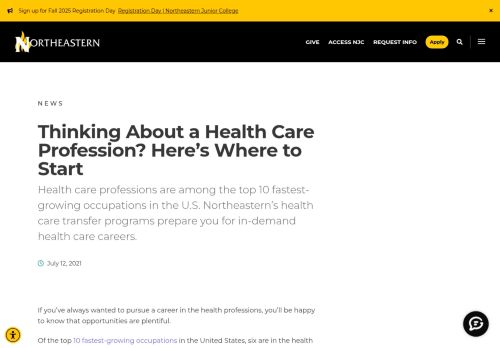 Sign up for Fall 2025 Registration Day Registration Day | Northeastern Junior College ×
NORTHEASTERN GIVE ACCESS NJC REQUEST INFO Apply
NEWS
Thinking About a Health Care
Profession? Here’s Where to
Start
Health care professions are among the top 10 fastest-
growing occupations in the U.S. Northeastern’s health
care transfer programs prepare you for in-demand
health care careers.
July 12, 2021
If you’ve always wanted to pursue a career in the health professions, you’ll be happy
to know that opportunities are plentiful.
Of the top 10 fastest-growing occupations in the United States, six are in the health